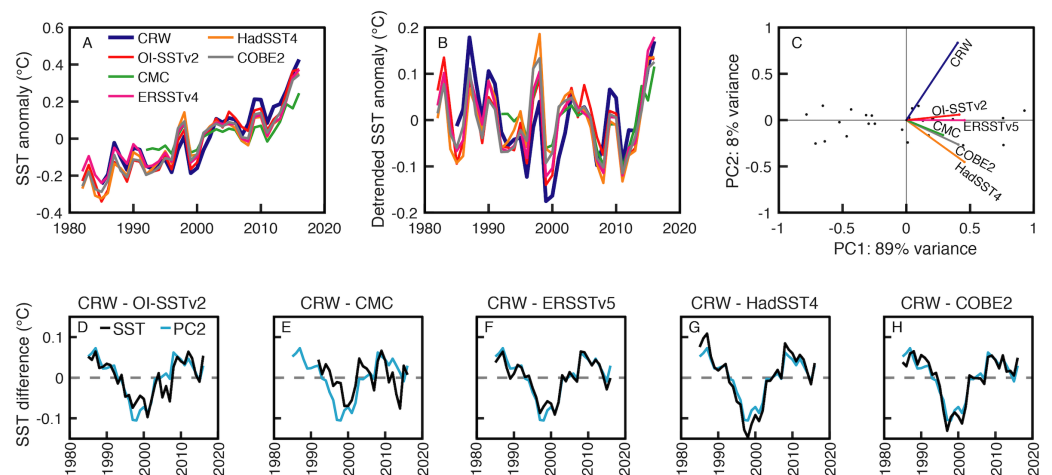 SST anomaly (°C)
0.6
0.4
0.2
0
-0.2
-0.4
1980
1990
2000
2010
2020
A
CRW
OI-SSTv2
CMC
ERSSTv4
HadSST4
COBE2
Detrended SST anomaly (°C)
0.2
0.1
0
-0.1
-0.2
1980
1990
2000
2010
2020
B
PC2: 8% variance
1
0.5
0
-0.5
-1
-1
-0.5
0
0.5
1
PC1: 89% variance
C
CRW
OI-SSTv2
ERSSTv5
CMC
COBE2
HadSST4
SST difference (°C)
0.1
0
-0.1
CRW - OI-SSTv2
D
SST
PC2
1980
1990
2000
2010
2020
CRW - CMC
E
1980
1990
2000
2010
2020
CRW - ERSSTv5
F
1980
1990
2000
2010
2020
CRW - HadSST4
G
1980
1990
2000
2010
2020
CRW - COBE2
H
1980
1990
2000
2010
2020